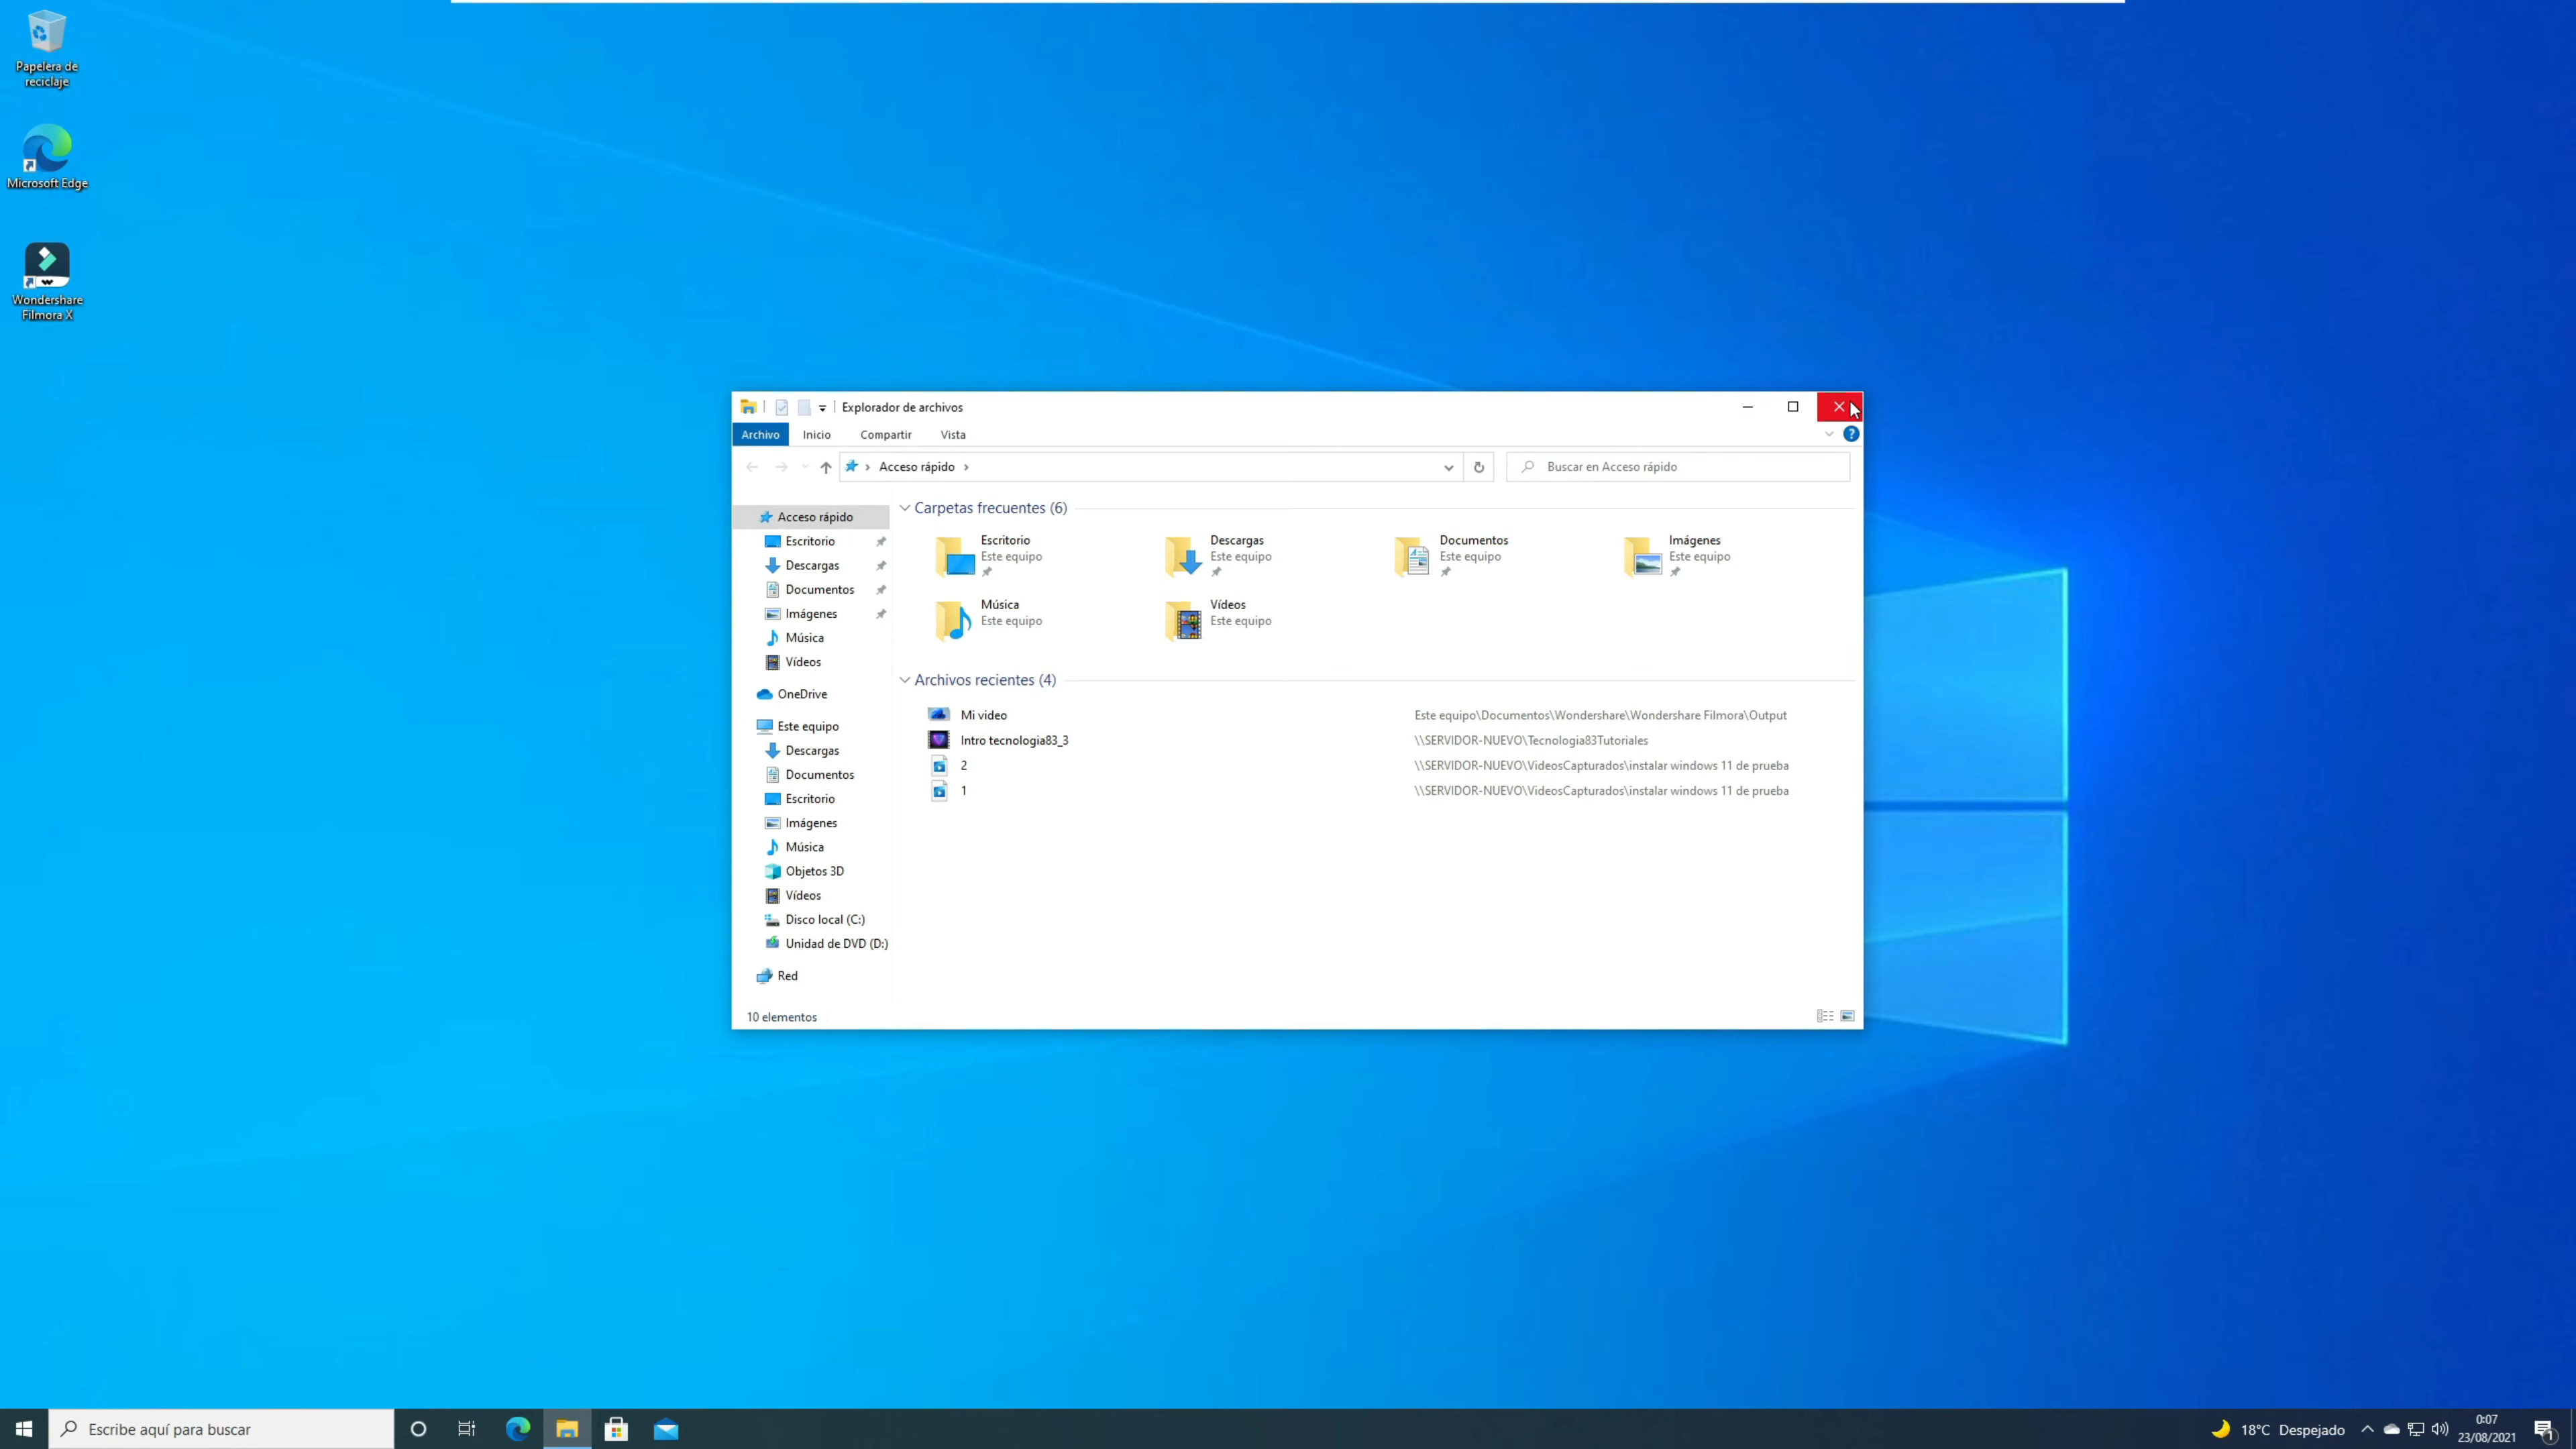 Papelera de
reciclaje
Microsoft Edge
Wondershare
Filmora X
Explorador de archivos
Archivo Inicio Compartir Vista
Acceso rápido
Buscar en Acceso rápido
Acceso rápido
Escritorio
Descargas
Documentos
Imágenes
Música
Vídeos
OneDrive
Este equipo
Descargas
Documentos
Escritorio
Imágenes
Música
Objetos 3D
Vídeos
Disco local (C:)
Unidad de DVD (D:)
Red
Carpetas frecuentes (6)
Escritorio
Este equipo
Descargas
Este equipo
Documentos
Este equipo
Imágenes
Este equipo
Música
Este equipo
Vídeos
Este equipo
Archivos recientes (4)
Mi video Este equipo\Documentos\Wondershare\Wondershare Filmora\Output
Intro tecnologia83_3 \\SERVIDOR-NUEVO\Tecnologia83Tutoriales
2 \\SERVIDOR-NUEVO\VideosCapturados\instalar windows 11 de prueba
1 \\SERVIDOR-NUEVO\VideosCapturados\instalar windows 11 de prueba
10 elementos
Escribe aquí para buscar
18°C Despejado
0:07
23/08/2021
1